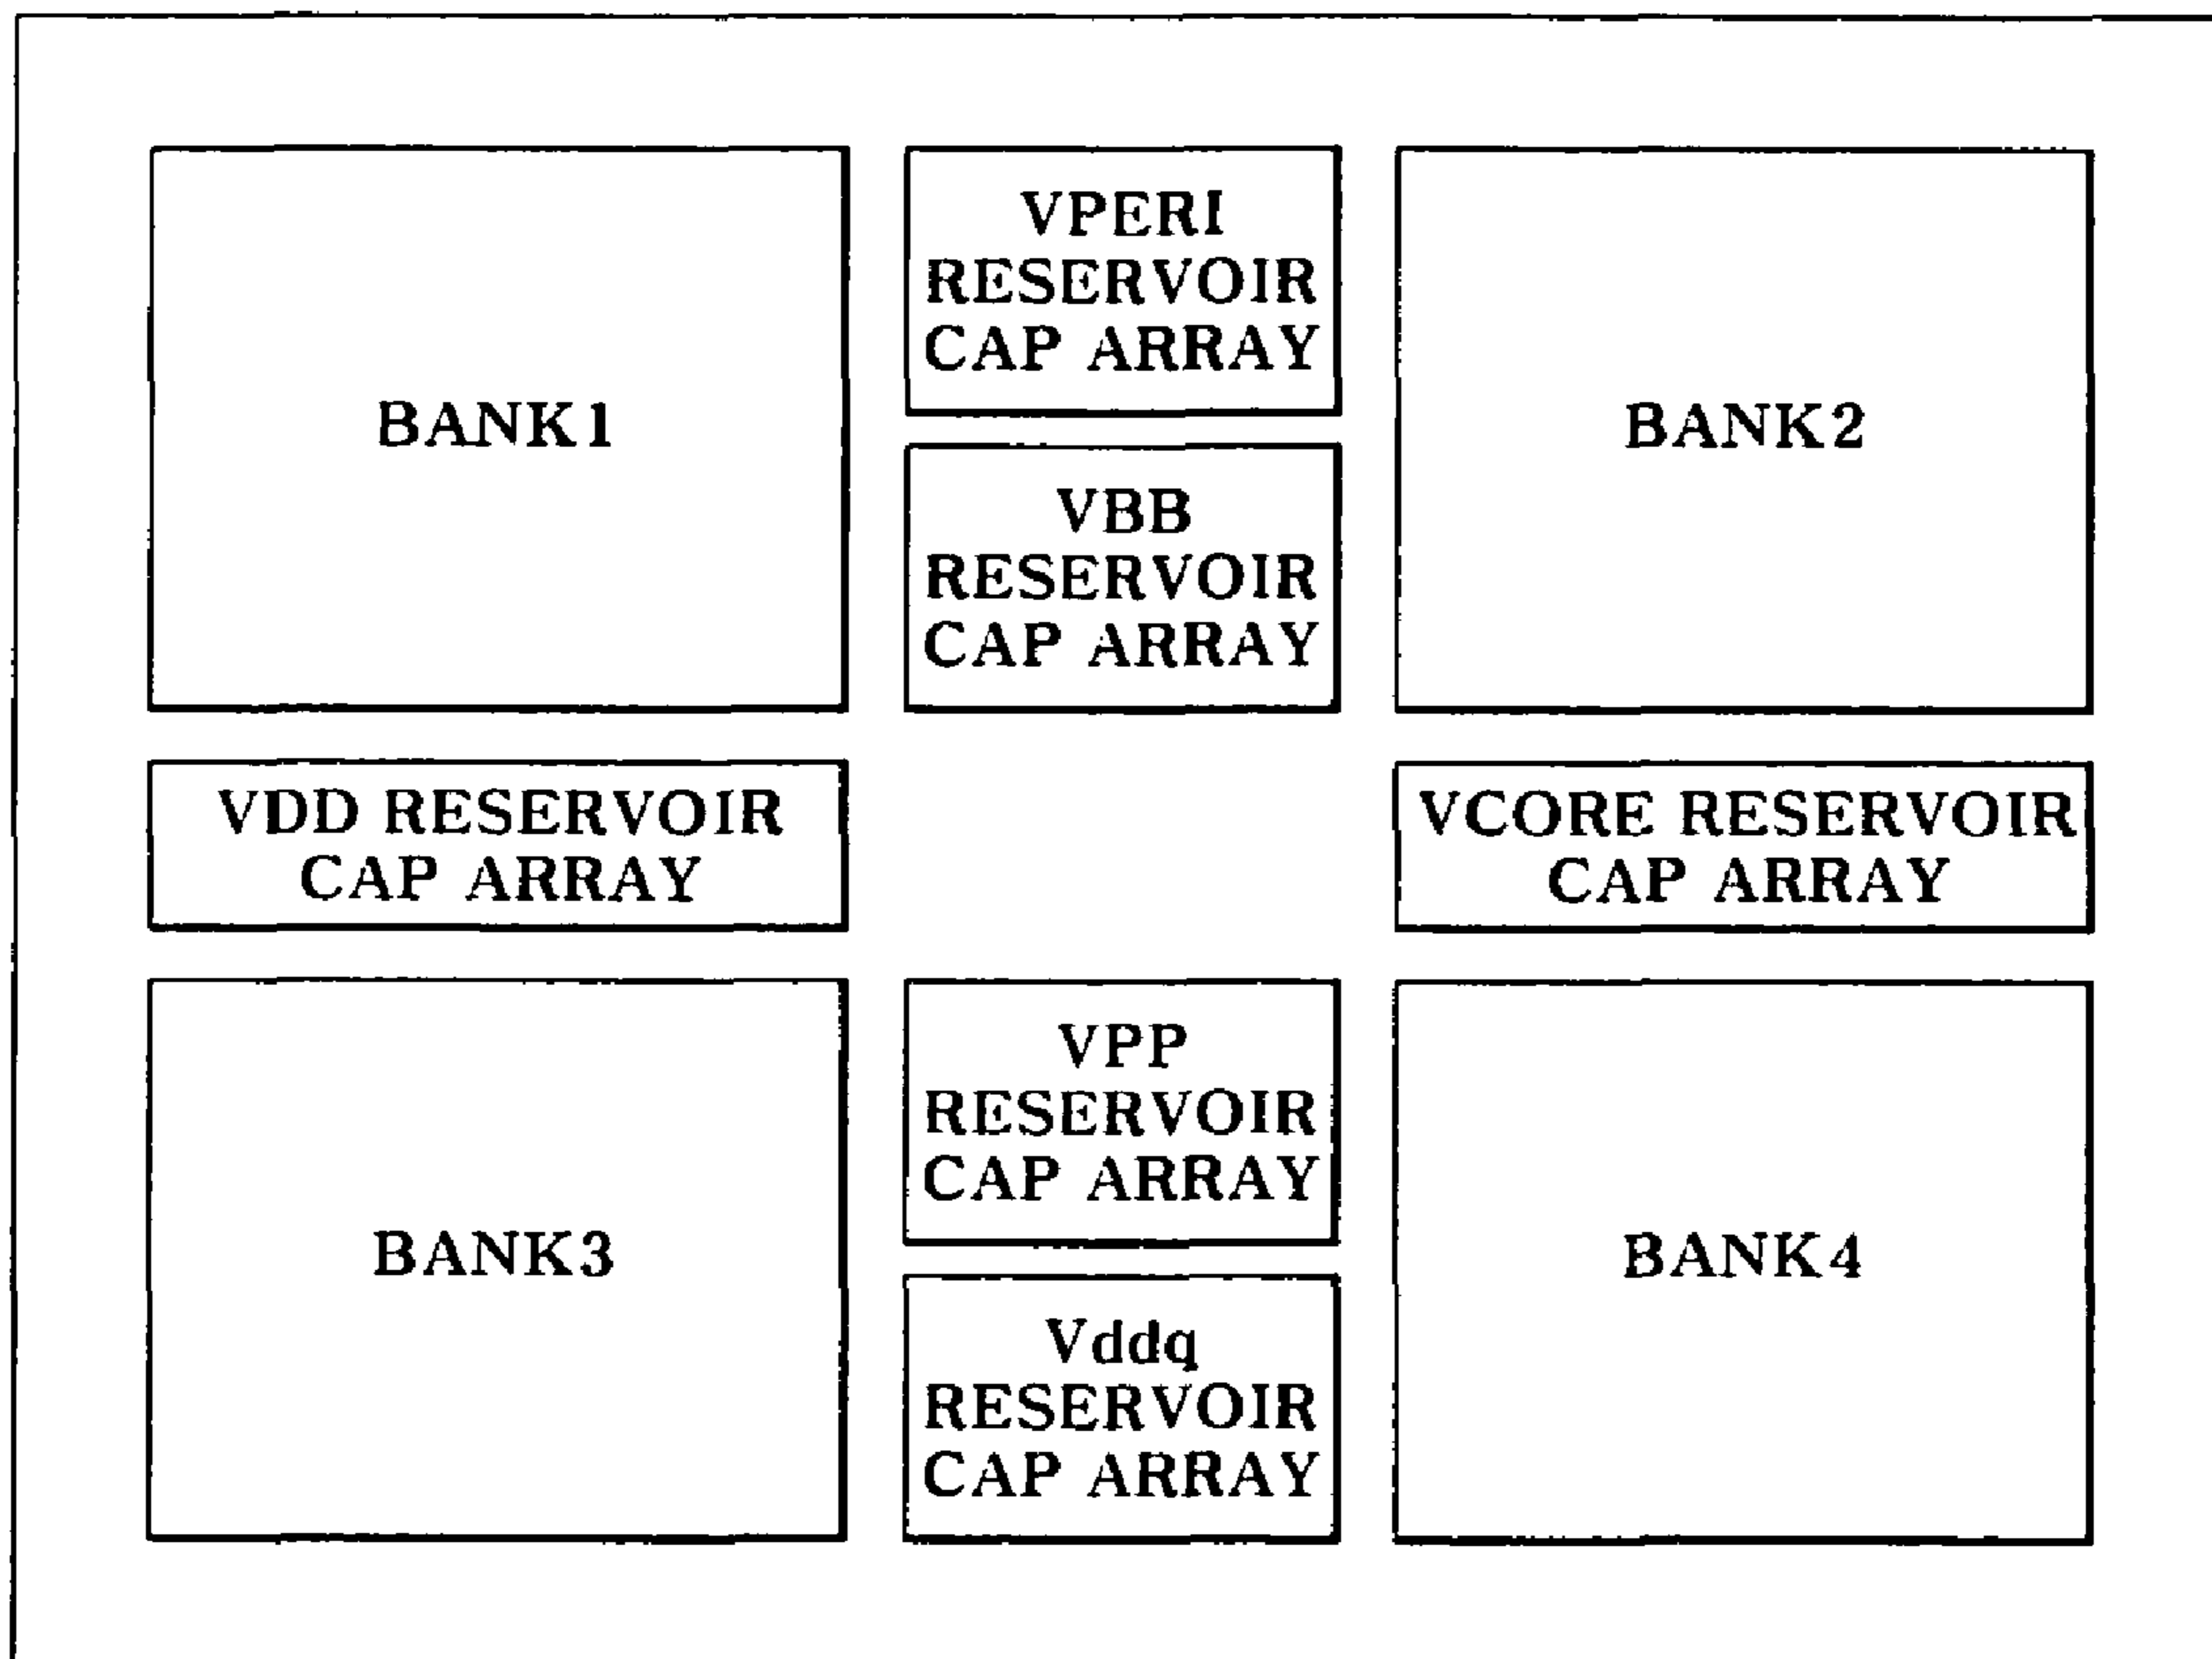 BANK1
VPERI
RESERVOIR
CAP ARRAY
VBB
RESERVOIR
CAP ARRAY
BANK2
VDD RESERVOIR
CAP ARRAY
VCORE RESERVOIR
CAP ARRAY
BANK3
VPP
RESERVOIR
CAP ARRAY
Vddq
RESERVOIR
CAP ARRAY
BANK4